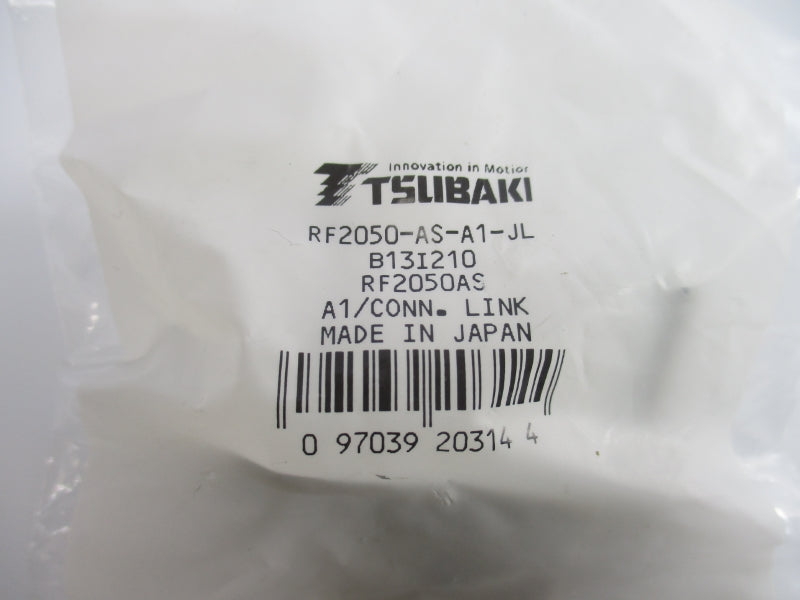 Innovation in Motion
TSUBAKI
RF2050-AS-A1-JL
B13I210
RF2050AS
A1/CONN. LINK
MADE IN JAPAN
0 97039 20314 4